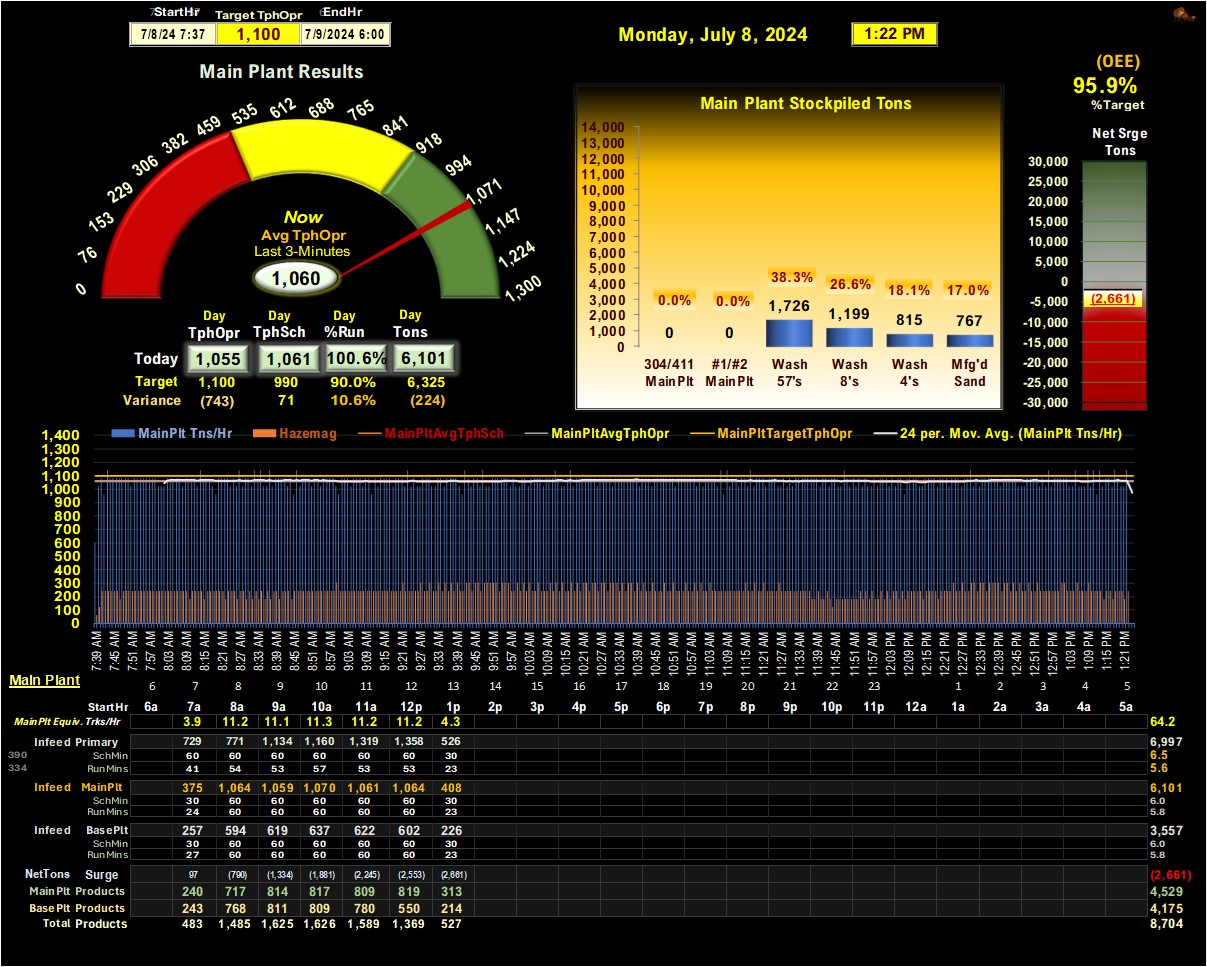 StartHr Target TphOpr EndHr
7/8/24 7:37 1,100 7/9/2024 6:00
Monday, July 8, 2024 1:22 PM
Main Plant Results
0 76 153 229 306 382 459 535 612 688 765 841 918 994 1,071 1,147 1,224 1,300
Now
Avg TphOpr
Last 3-Minutes
1,060
Day Day Day Day
TphOpr TphSch %Run Tons
Today 1,055 1,061 100.6% 6,101
Target 1,100 990 90.0% 6,325
Variance (743) 71 10.6% (224)
Main Plant Stockpiled Tons
14,000
13,000
12,000
11,000
10,000
9,000
8,000
7,000
6,000
5,000
4,000
3,000
2,000
1,000
0
0.0% 0.0% 38.3% 26.6% 18.1% 17.0%
0 0 1,726 1,199 815 767
304/411 #1/#2 Wash Wash Wash Mfg'd
MainPlt MainPlt 57's 8's 4's Sand
(OEE)
95.9%
%Target
Net Srge
Tons
30,000
25,000
20,000
15,000
10,000
5,000
0
-5,000
-10,000
-15,000
-20,000
-25,000
-30,000
(2,661)
MainPlt Tns/Hr Hazemag MainPltAvgTphSch MainPltAvgTphOpr MainPltTargetTphOpr 24 per. Mov. Avg. (MainPlt Tns/Hr)
1,400
1,300
1,200
1,100
1,000
900
800
700
600
500
400
300
200
100
0
7:39 AM 7:45 AM 7:51 AM 7:57 AM 8:03 AM 8:09 AM 8:15 AM 8:21 AM 8:27 AM 8:33 AM 8:39 AM 8:45 AM 8:51 AM 8:57 AM 9:03 AM 9:09 AM 9:15 AM 9:21 AM 9:27 AM 9:33 AM 9:39 AM 9:45 AM 9:51 AM 9:57 AM 10:03 AM 10:09 AM 10:15 AM 10:21 AM 10:27 AM 10:33 AM 10:39 AM 10:45 AM 10:51 AM 10:57 AM 11:03 AM 11:09 AM 11:15 AM 11:21 AM 11:27 AM 11:33 AM 11:39 AM 11:45 AM 11:51 AM 11:57 AM 12:03 PM 12:09 PM 12:15 PM 12:21 PM 12:27 PM 12:33 PM 12:39 PM 12:45 PM 12:51 PM 12:57 PM 1:03 PM 1:09 PM 1:15 PM 1:21 PM
Main Plant
6 7 8 9 10 11 12 13 14 15 16 17 18 19 20 21 22 23 1 2 3 4 5
StartHr 6a 7a 8a 9a 10a 11a 12p 1p 2p 3p 4p 5p 6p 7p 8p 9p 10p 11p 12a 1a 2a 3a 4a 5a
MainPlt Equiv. Trks/Hr 3.9 11.2 11.1 11.3 11.2 11.2 4.3 64.2
Infeed Primary 729 771 1,134 1,160 1,319 1,358 526 6,997
390 SchMin 60 60 60 60 60 60 30 6.5
334 RunMins 41 54 53 57 53 53 23 5.6
Infeed MainPlt 375 1,064 1,059 1,070 1,061 1,064 408 6,101
SchMin 30 60 60 60 60 60 30 6.0
RunMins 24 60 60 60 60 60 23 5.8
Infeed BasePlt 257 594 619 637 622 602 226 3,557
SchMin 30 60 60 60 60 60 30 6.0
RunMins 27 60 60 60 60 60 23 5.8
NetTons Surge 97 (790) (1,334) (1,881) (2,245) (2,553) (2,661) (2,661)
MainPlt Products 240 717 814 817 809 819 313 4,529
BasePlt Products 243 768 811 809 780 550 214 4,175
Total Products 483 1,485 1,625 1,626 1,589 1,369 527 8,704